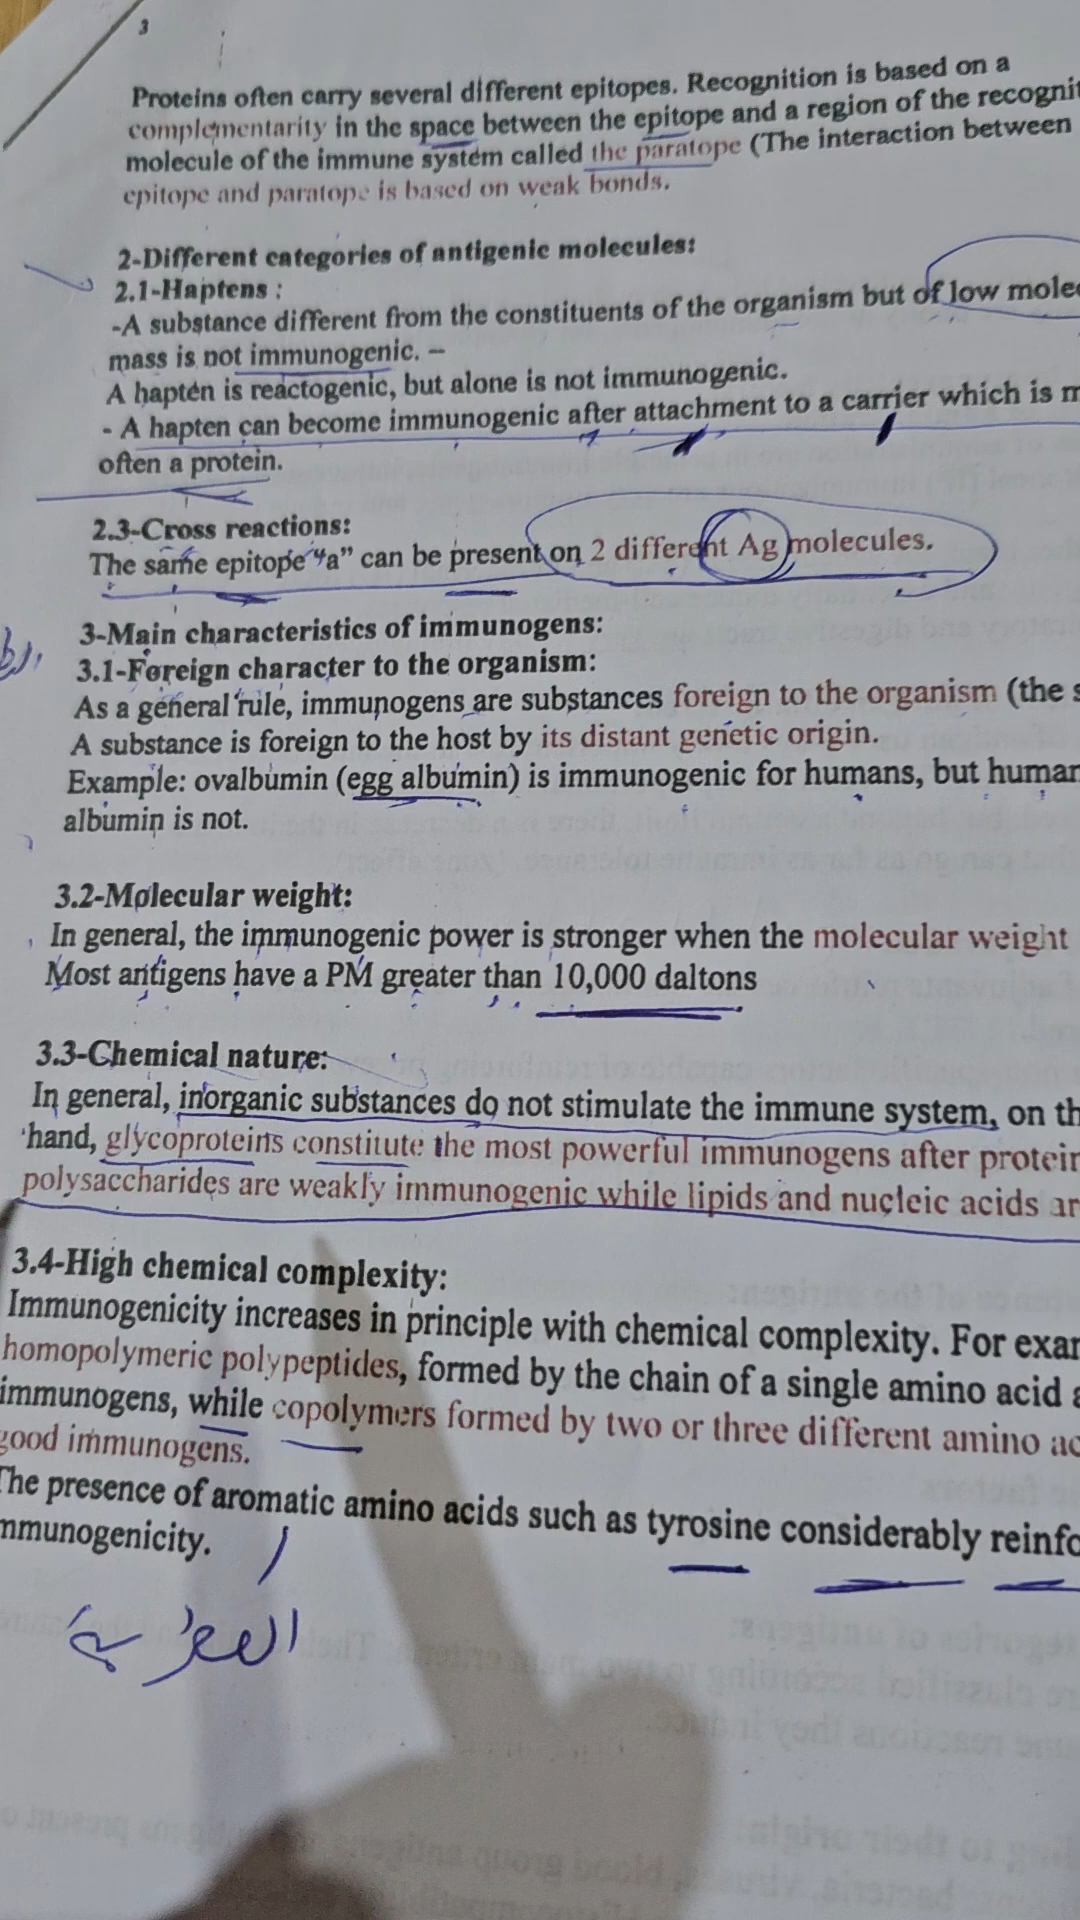 3
Proteins often carry several different epitopes. Recognition is based on a
complementarity in the space between the epitope and a region of the recognit
molecule of the immune system called the paratope (The interaction between
epitope and paratope is based on weak bonds.
2-Different categories of antigenic molecules:
2.1-Haptens :
-A substance different from the constituents of the organism but of low molec
mass is not immunogenic. –
A hapten is reactogenic, but alone is not immunogenic.
- A hapten can become immunogenic after attachment to a carrier which is m
often a protein.
2.3-Cross reactions:
The same epitope "a" can be present on 2 different Ag molecules.
3-Main characteristics of immunogens:
3.1-Foreign character to the organism:
As a general rule, immunogens are substances foreign to the organism (the s
A substance is foreign to the host by its distant genetic origin.
Example: ovalbumin (egg albumin) is immunogenic for humans, but human
albumin is not.
3.2-Molecular weight:
In general, the immunogenic power is stronger when the molecular weight
Most antigens have a PM greater than 10,000 daltons
3.3-Chemical nature:
In general, inorganic substances do not stimulate the immune system, on th
hand, glycoproteins constitute the most powerful immunogens after protein
polysaccharides are weakly immunogenic while lipids and nucleic acids ar
3.4-High chemical complexity:
Immunogenicity increases in principle with chemical complexity. For exam
homopolymeric polypeptides, formed by the chain of a single amino acid a
immunogens, while copolymers formed by two or three different amino ac
good immunogens.
The presence of aromatic amino acids such as tyrosine considerably reinfo
mmunogenicity.